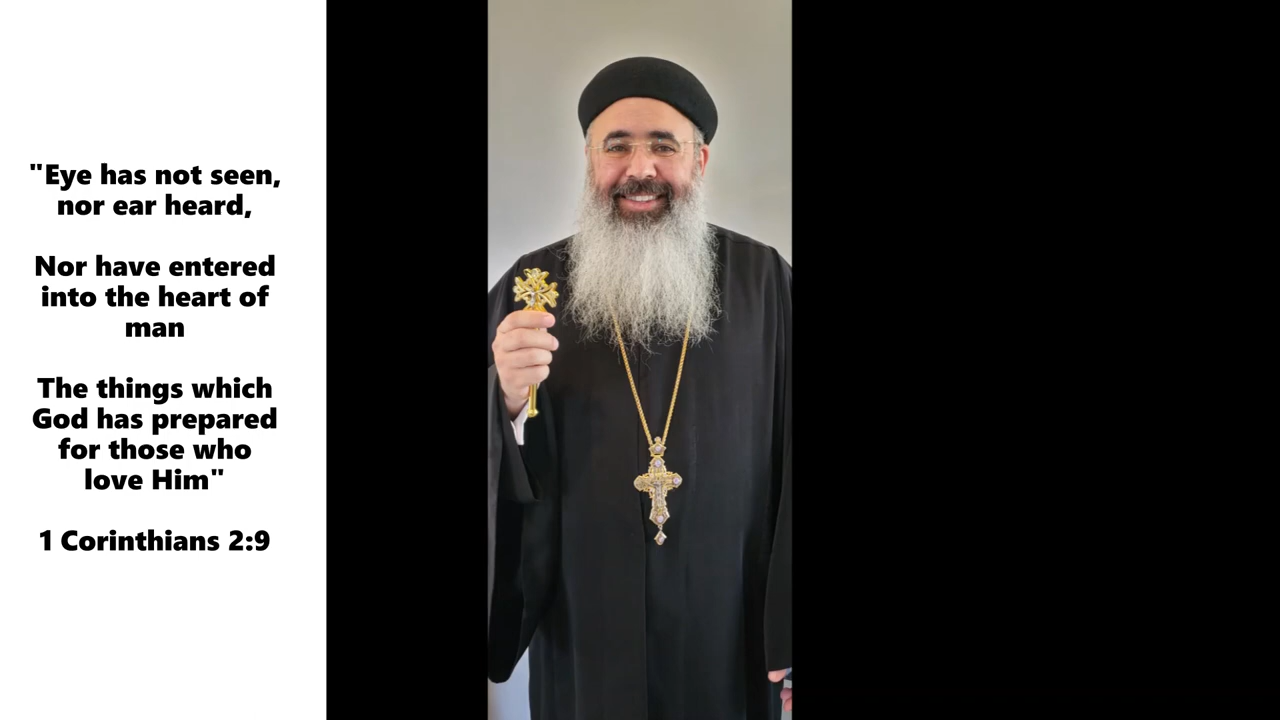 "Eye has not seen,
nor ear heard,
Nor have entered
into the heart of
man
The things which
God has prepared
for those who
love Him"
1 Corinthians 2:9